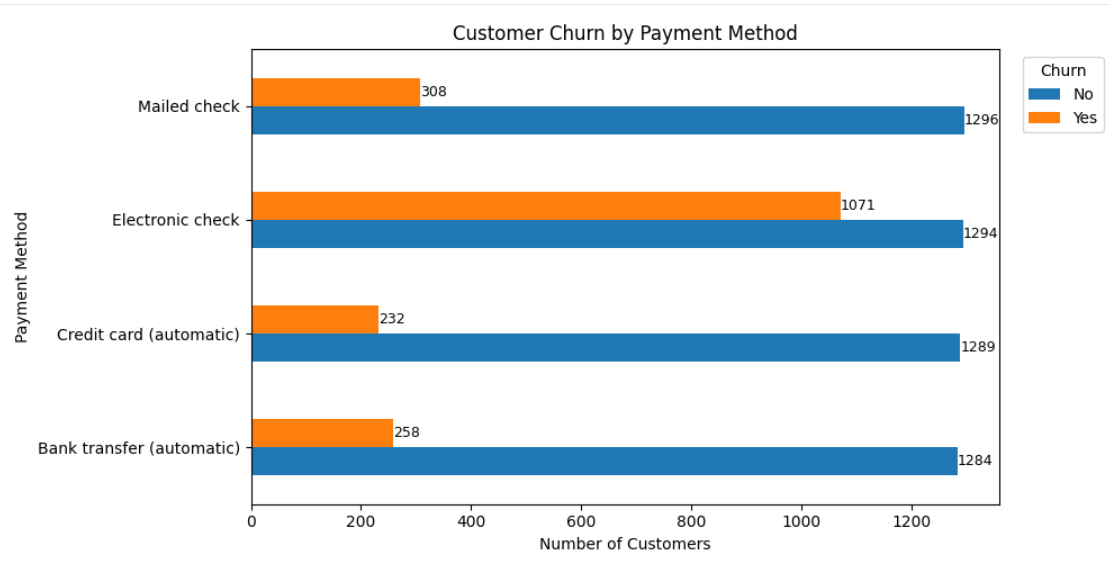 Customer Churn by Payment Method
Churn
No
Yes
Payment Method
Mailed check
308
1296
Electronic check
1071
1294
Credit card (automatic)
232
1289
Bank transfer (automatic)
258
1284
0 200 400 600 800 1000 1200
Number of Customers